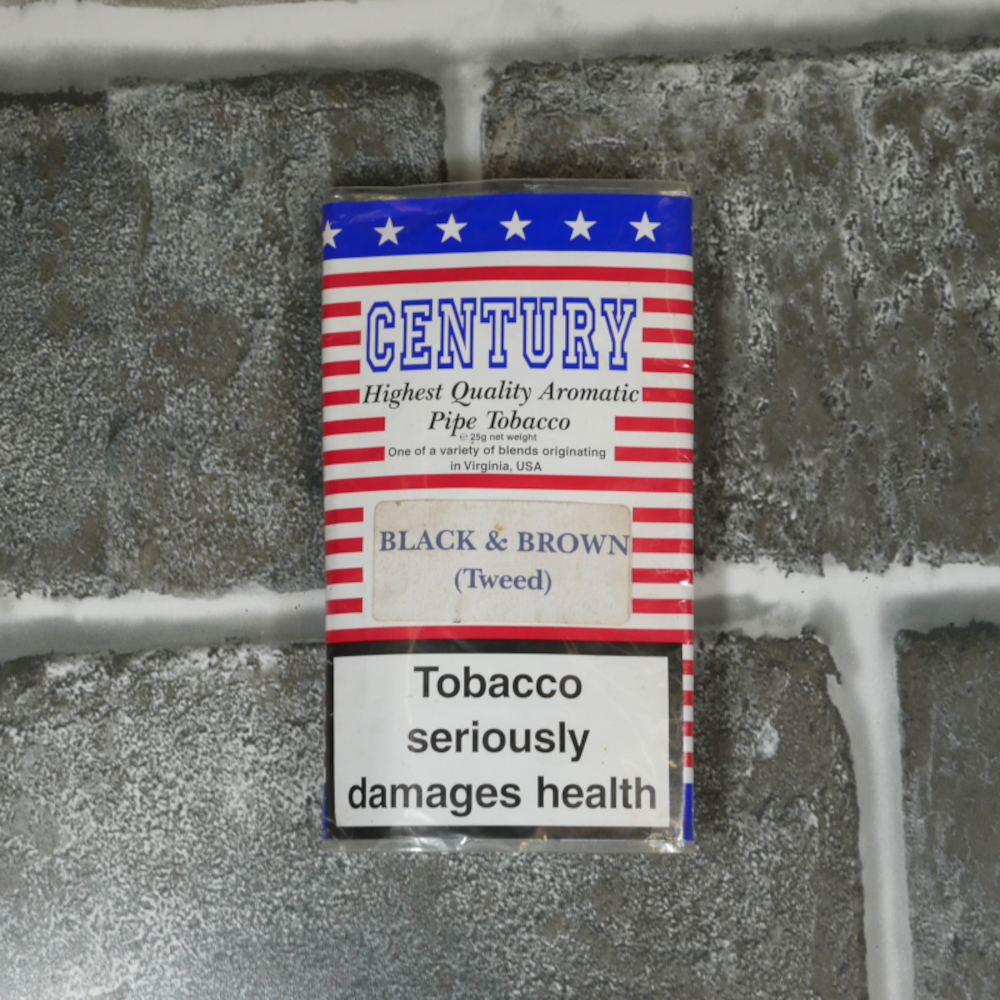 CENTURY
Highest Quality Aromatic
Pipe Tobacco
℮ 25g net weight
One of a variety of blends originating
in Virginia, USA
BLACK & BROWN
(Tweed)
Tobacco
seriously
damages health